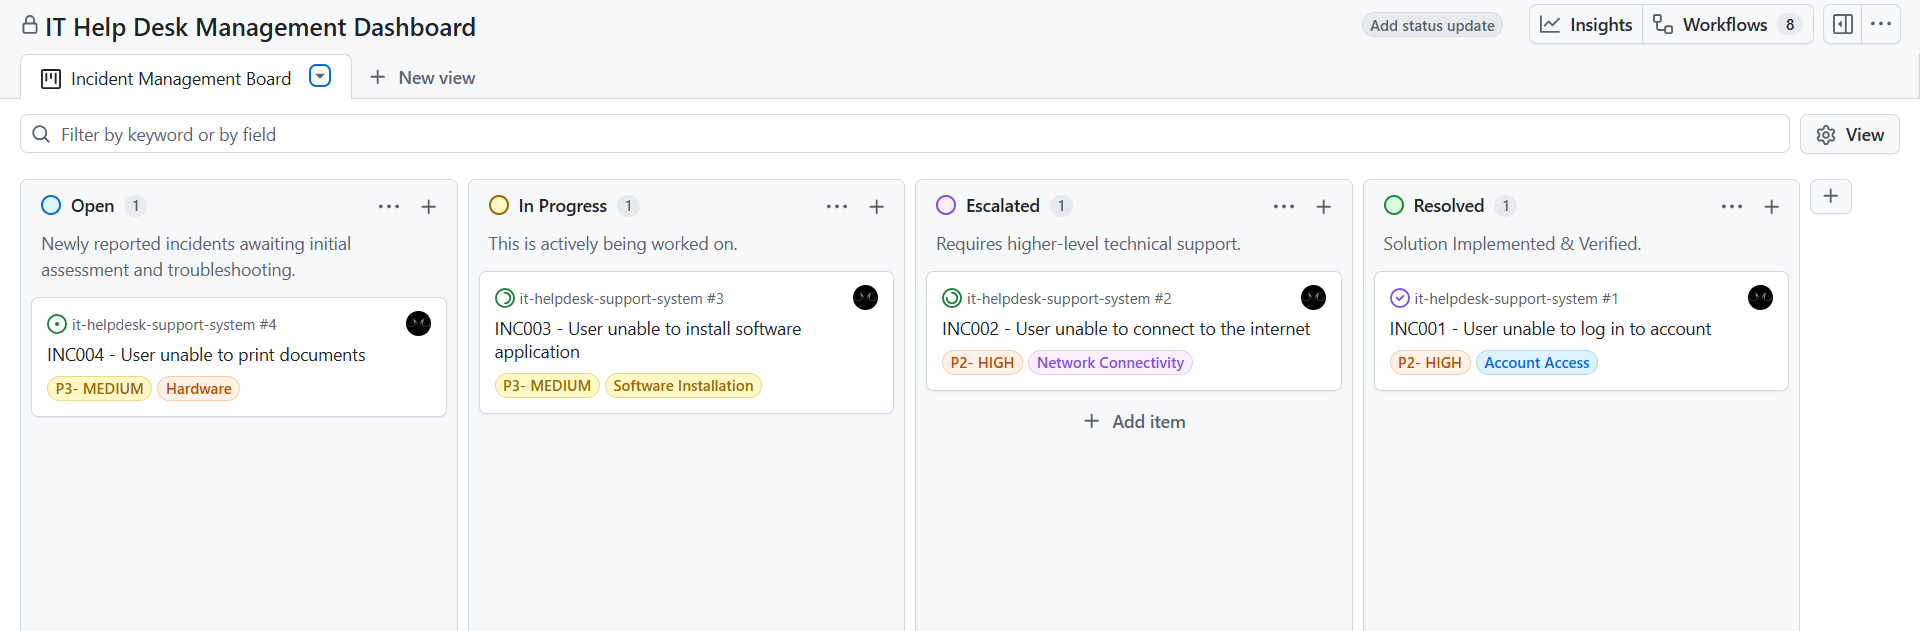 IT Help Desk Management Dashboard
Add status update
Insights
Workflows 8
Incident Management Board
New view
Filter by keyword or by field
View
Open 1
Newly reported incidents awaiting initial
assessment and troubleshooting.
it-helpdesk-support-system #4
INC004 - User unable to print documents
P3- MEDIUM Hardware
In Progress 1
This is actively being worked on.
it-helpdesk-support-system #3
INC003 - User unable to install software
application
P3- MEDIUM Software Installation
Escalated 1
Requires higher-level technical support.
it-helpdesk-support-system #2
INC002 - User unable to connect to the internet
P2- HIGH Network Connectivity
Add item
Resolved 1
Solution Implemented & Verified.
it-helpdesk-support-system #1
INC001 - User unable to log in to account
P2- HIGH Account Access